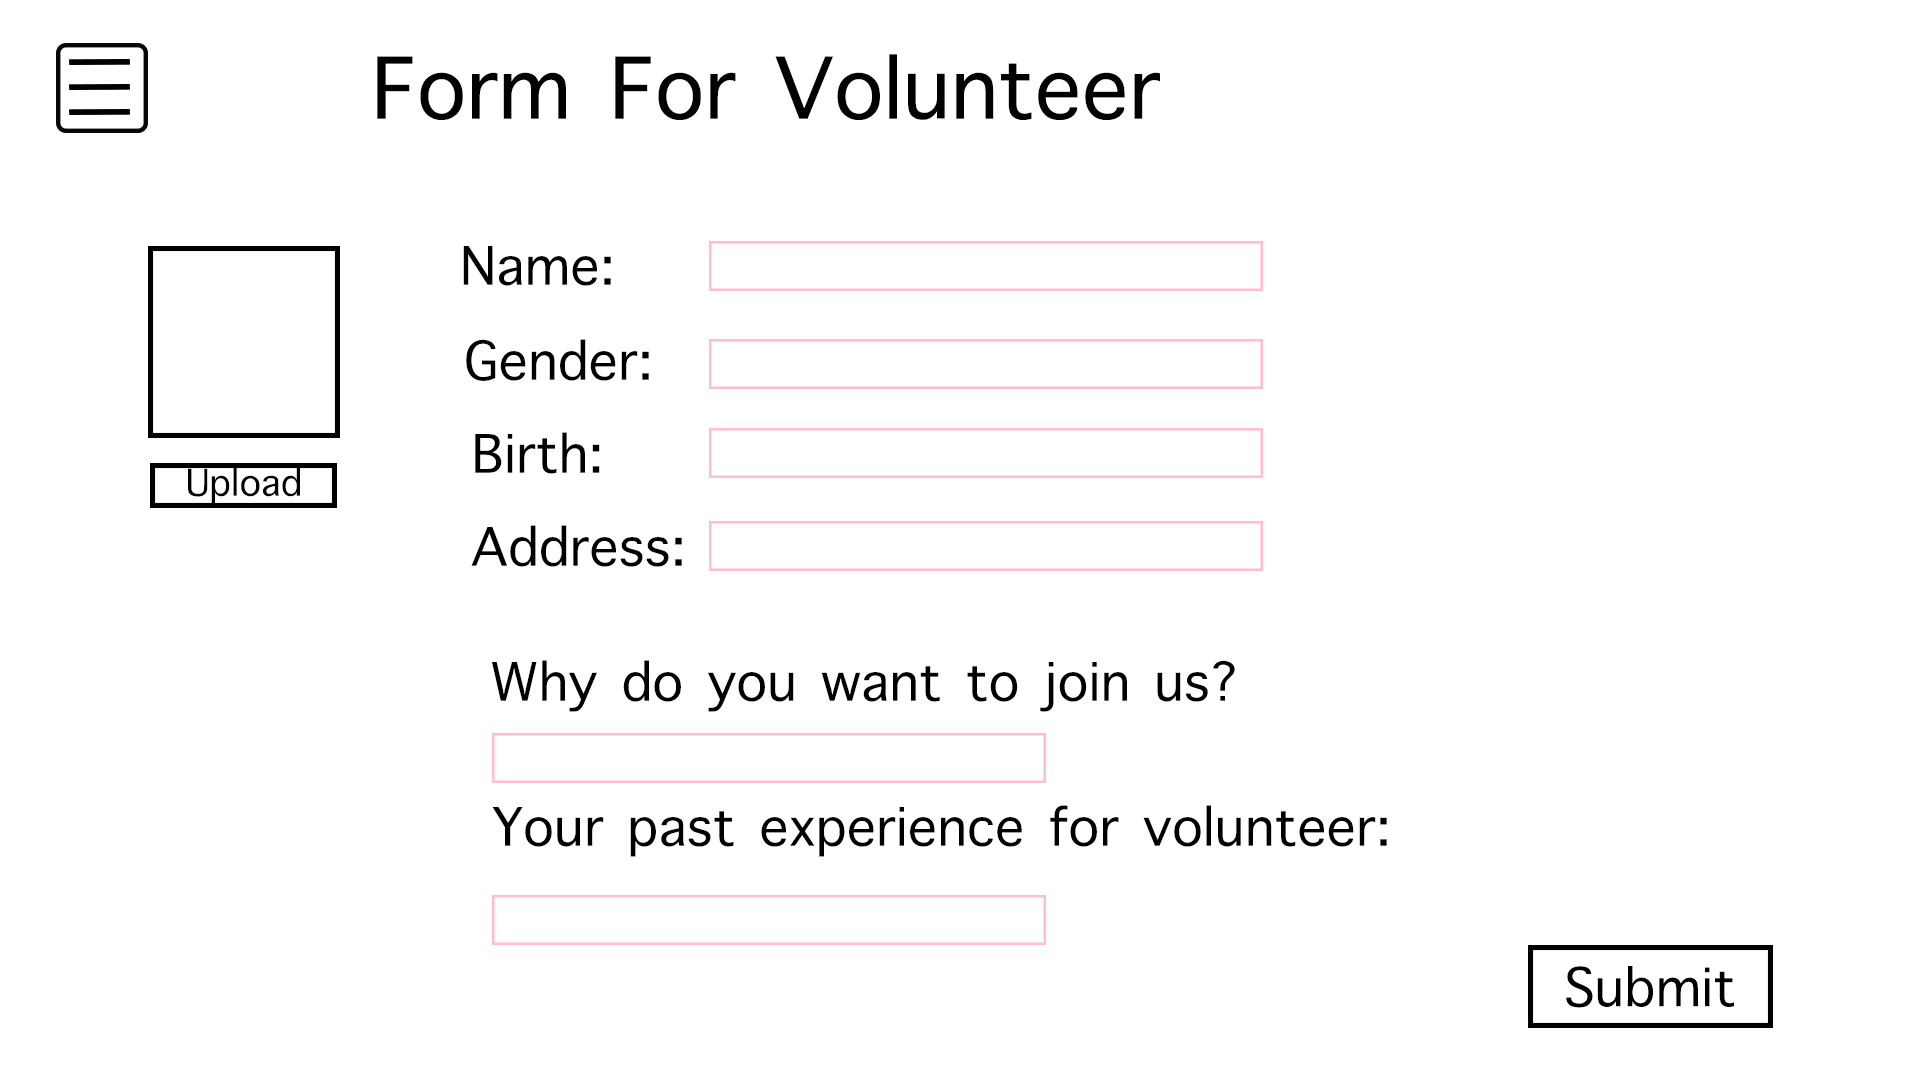 Form For Volunteer
Name:
Gender:
Birth:
Upload
Address:
Why do you want to join us?
Your past experience for volunteer:
Submit